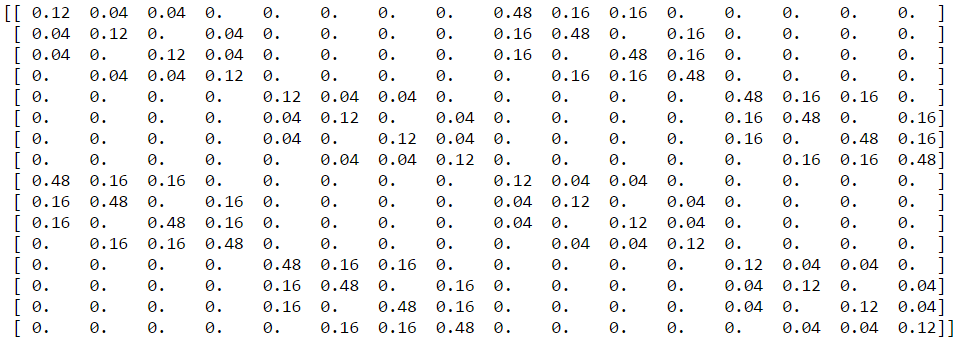 [[ 0.12 0.04 0.04 0. 0. 0. 0. 0. 0.48 0.16 0.16 0. 0. 0. 0. 0. ]
[ 0.04 0.12 0. 0.04 0. 0. 0. 0. 0.16 0.48 0. 0.16 0. 0. 0. 0. ]
[ 0.04 0. 0.12 0.04 0. 0. 0. 0. 0.16 0. 0.48 0.16 0. 0. 0. 0. ]
[ 0. 0.04 0.04 0.12 0. 0. 0. 0. 0. 0.16 0.16 0.48 0. 0. 0. 0. ]
[ 0. 0. 0. 0. 0.12 0.04 0.04 0. 0. 0. 0. 0. 0.48 0.16 0.16 0. ]
[ 0. 0. 0. 0. 0.04 0.12 0. 0.04 0. 0. 0. 0. 0.16 0.48 0. 0.16]
[ 0. 0. 0. 0. 0.04 0. 0.12 0.04 0. 0. 0. 0. 0.16 0. 0.48 0.16]
[ 0. 0. 0. 0. 0. 0.04 0.04 0.12 0. 0. 0. 0. 0. 0.16 0.16 0.48]
[ 0.48 0.16 0.16 0. 0. 0. 0. 0. 0.12 0.04 0.04 0. 0. 0. 0. 0. ]
[ 0.16 0.48 0. 0.16 0. 0. 0. 0. 0.04 0.12 0. 0.04 0. 0. 0. 0. ]
[ 0.16 0. 0.48 0.16 0. 0. 0. 0. 0.04 0. 0.12 0.04 0. 0. 0. 0. ]
[ 0. 0.16 0.16 0.48 0. 0. 0. 0. 0. 0.04 0.04 0.12 0. 0. 0. 0. ]
[ 0. 0. 0. 0. 0.48 0.16 0.16 0. 0. 0. 0. 0. 0.12 0.04 0.04 0. ]
[ 0. 0. 0. 0. 0.16 0.48 0. 0.16 0. 0. 0. 0. 0.04 0.12 0. 0.04]
[ 0. 0. 0. 0. 0.16 0. 0.48 0.16 0. 0. 0. 0. 0.04 0. 0.12 0.04]
[ 0. 0. 0. 0. 0. 0.16 0.16 0.48 0. 0. 0. 0. 0. 0.04 0.04 0.12]]